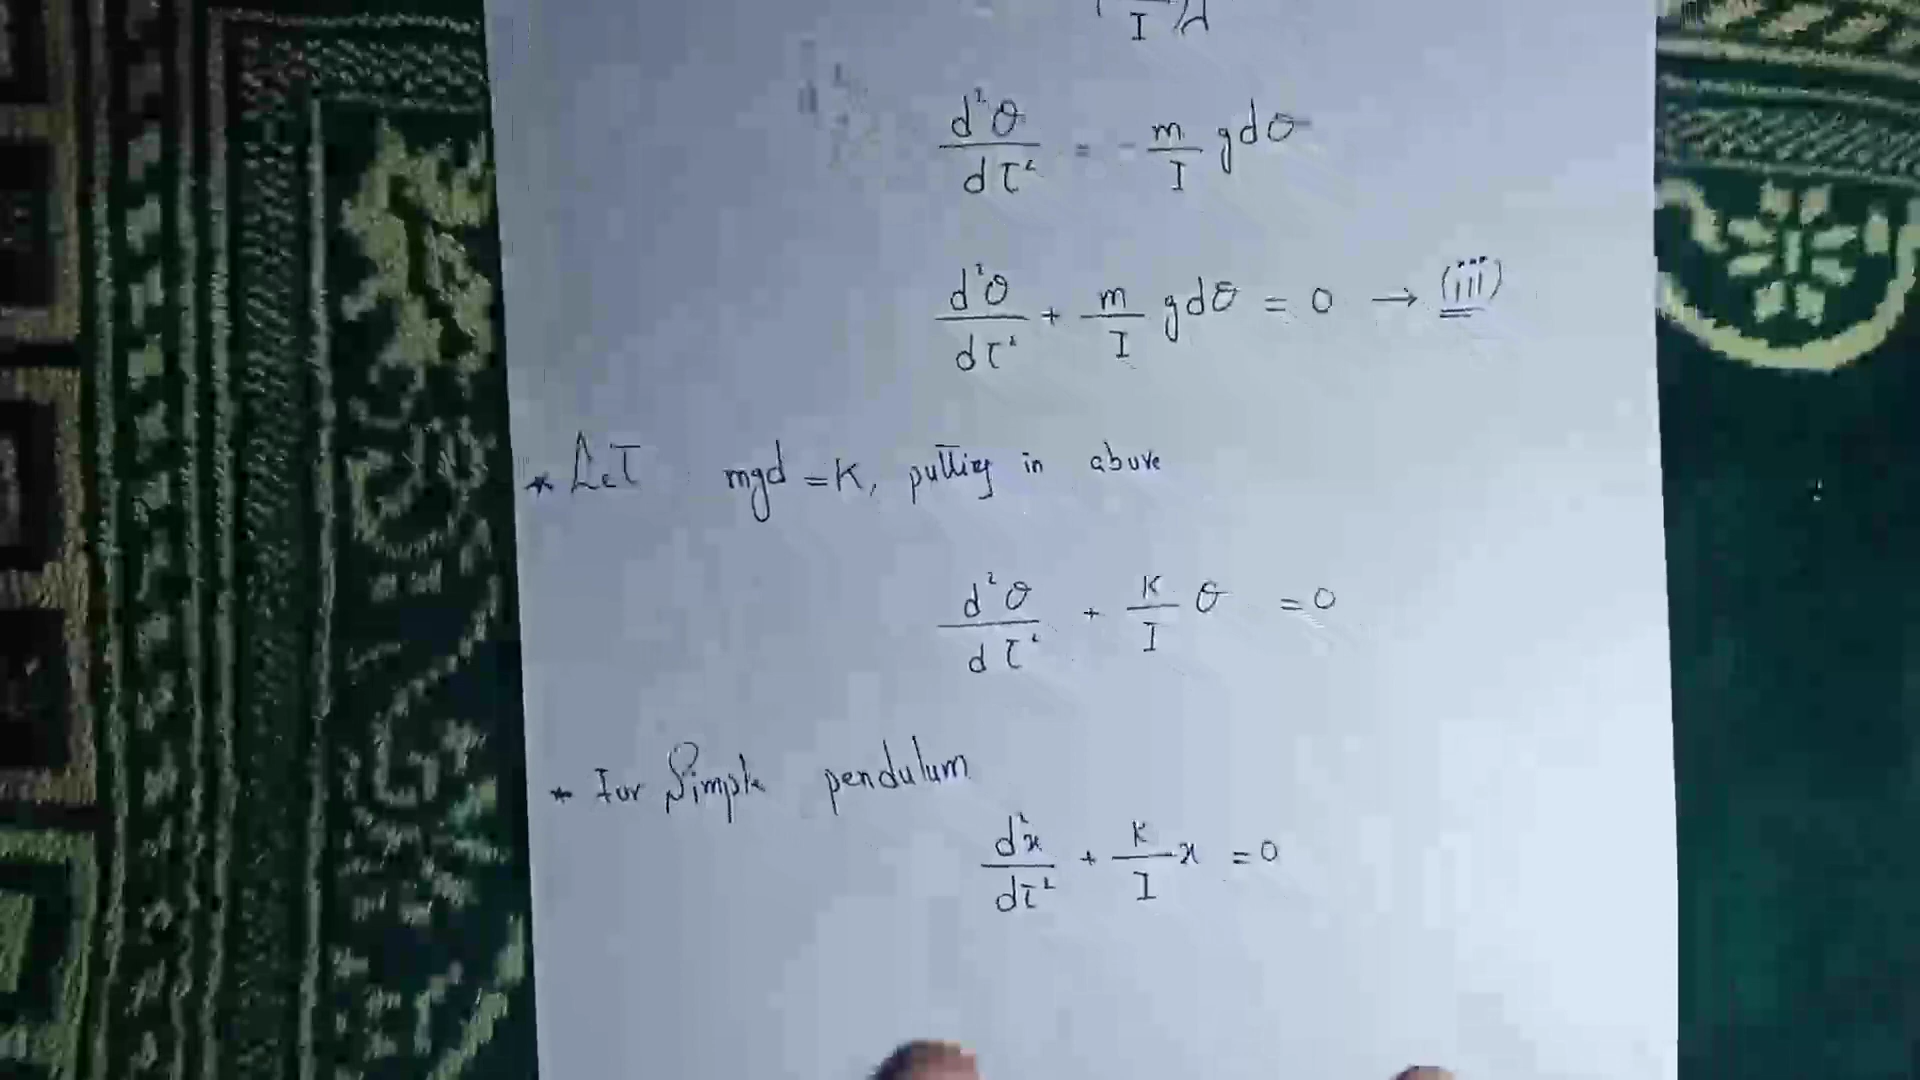 I
d²θ/dt² = - m/I gdθ
d²θ/dt² + m/I gdθ = 0 → (iii)
* Let mgd = K, putting in above
d²θ/dt² + K/I θ = 0
* For Simple pendulum
d²x/dt² + K/I x = 0